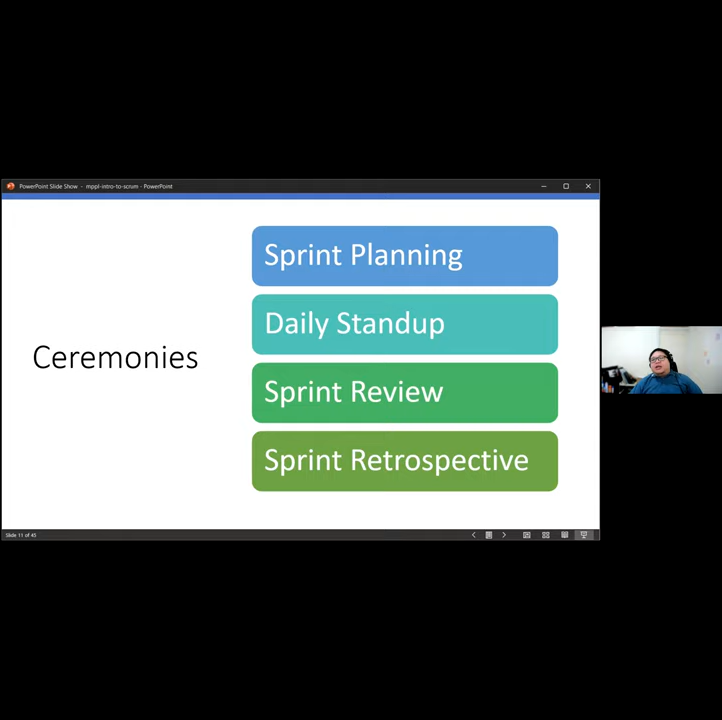 PowerPoint Slide Show - mppl-intro-to-scrum - PowerPoint
Sprint Planning
Daily Standup
Ceremonies
Sprint Review
Sprint Retrospective
Slide 11 of 45